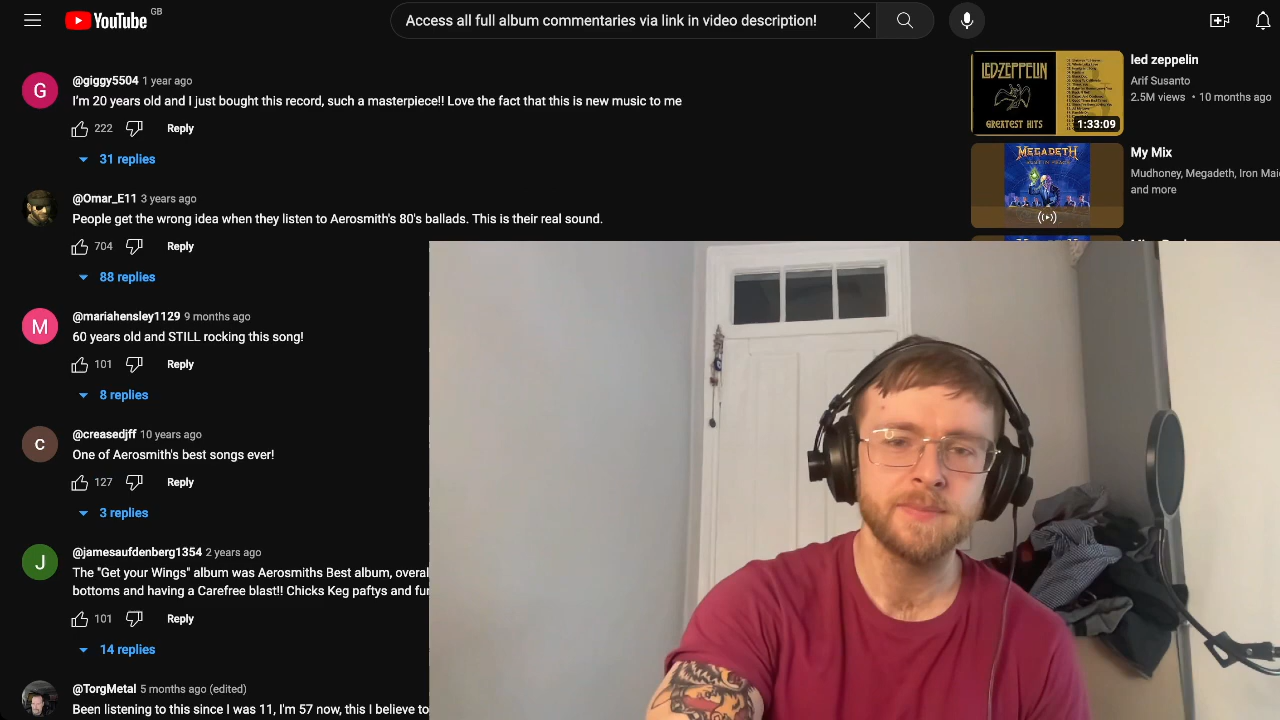 YouTube
GB
Access all full album commentaries via link in video description!
G
@giggy5504 1 year ago
I'm 20 years old and I just bought this record, such a masterpiece!! Love the fact that this is new music to me
222
Reply
31 replies
@Omar_E11 3 years ago
People get the wrong idea when they listen to Aerosmith's 80's ballads. This is their real sound.
704
Reply
88 replies
M
@mariahensley1129 9 months ago
60 years old and STILL rocking this song!
101
Reply
8 replies
c
@creasedjff 10 years ago
One of Aerosmith's best songs ever!
127
Reply
3 replies
J
@jamesaufdenberg1354 2 years ago
The "Get your Wings" album was Aerosmiths Best album, overal
bottoms and having a Carefree blast!! Chicks Keg paftys and fur
101
Reply
14 replies
@TorgMetal 5 months ago (edited)
Been listening to this since I was 11, I'm 57 now, this I believe to
LED ZEPPELIN
GREATEST HITS
1:33:09
led zeppelin
Arif Susanto
2.5M views • 10 months ago
MEGADETH
My Mix
Mudhoney, Megadeth, Iron Mai
and more